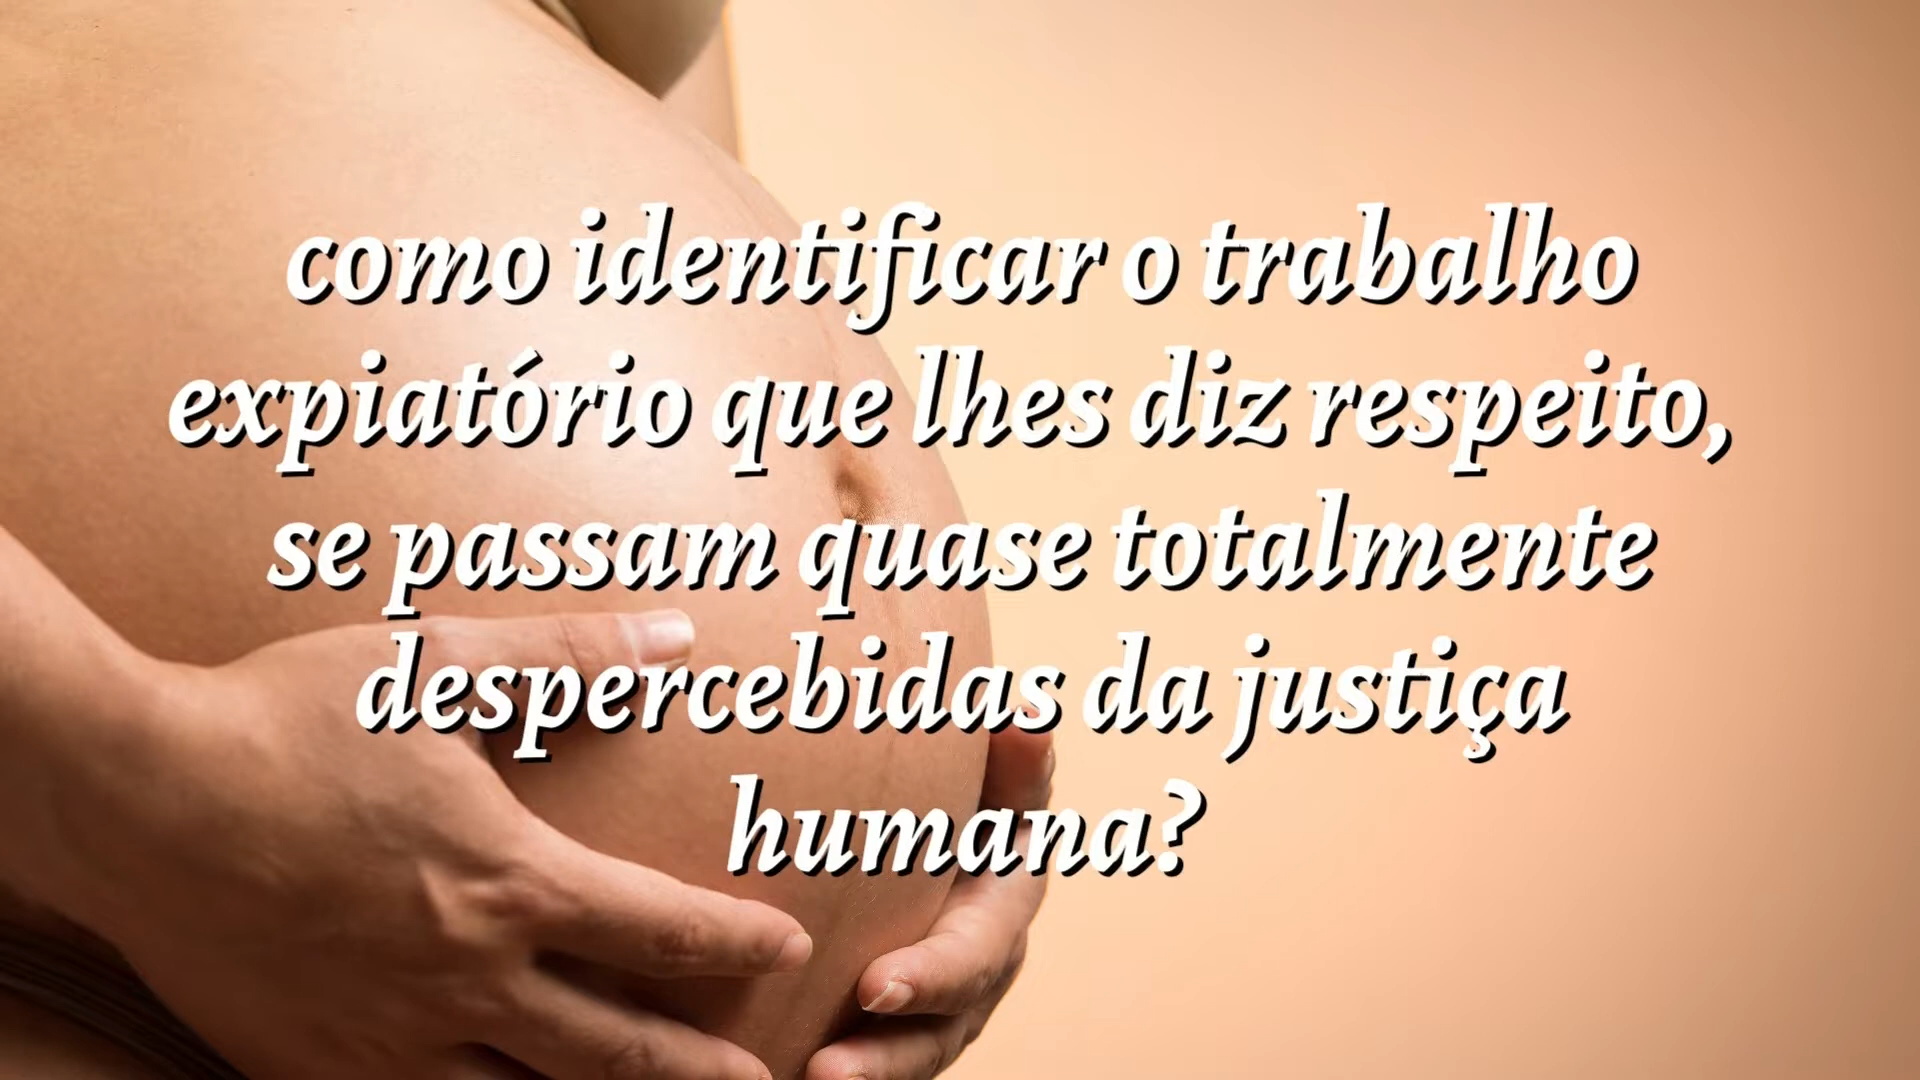 como identificar o trabalho
expiatório que lhes diz respeito,
se passam quase totalmente
despercebidas da justiça
humana?